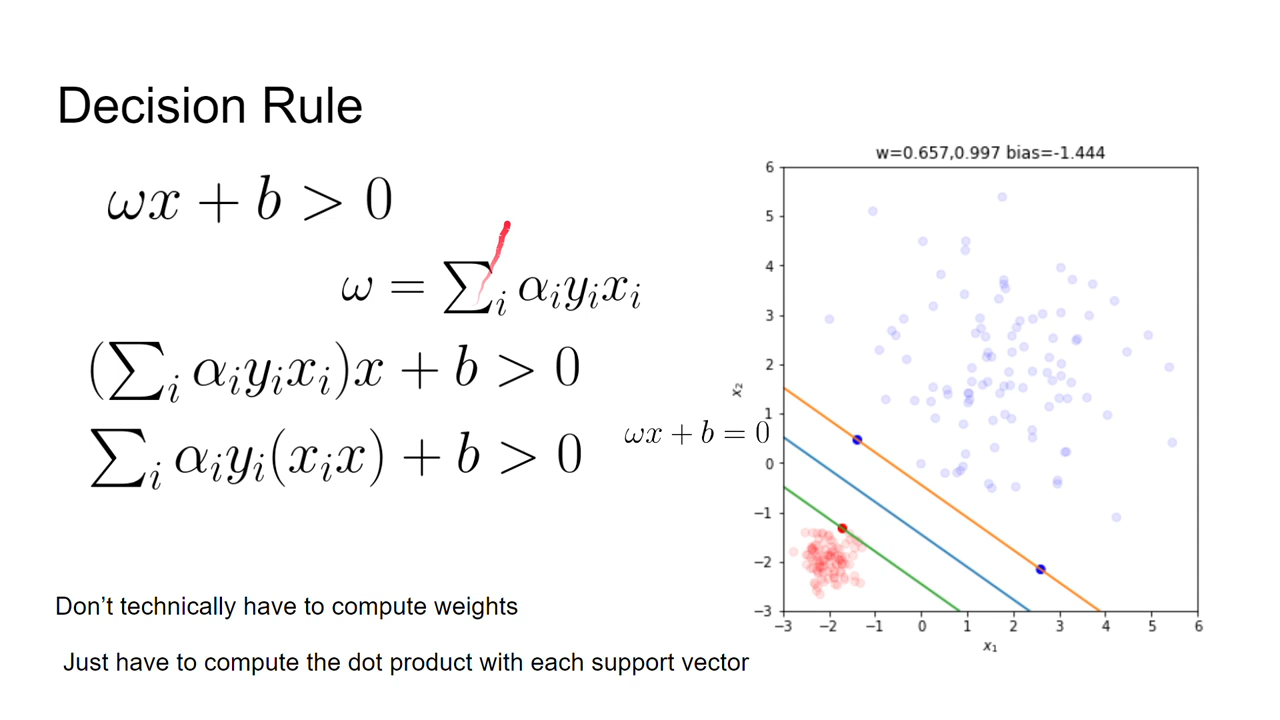 Decision Rule
ωx + b > 0
ω = ∑ᵢ αᵢyᵢxᵢ
(∑ᵢ αᵢyᵢxᵢ)x + b > 0
∑ᵢ αᵢyᵢ(xᵢx) + b > 0
Don’t technically have to compute weights
Just have to compute the dot product with each support vector
ωx + b = 0
w=0.657,0.997 bias=-1.444
6
5
4
3
2
1
0
−1
−2
−3
x₂
−3 −2 −1 0 1 2 3 4 5 6
x₁